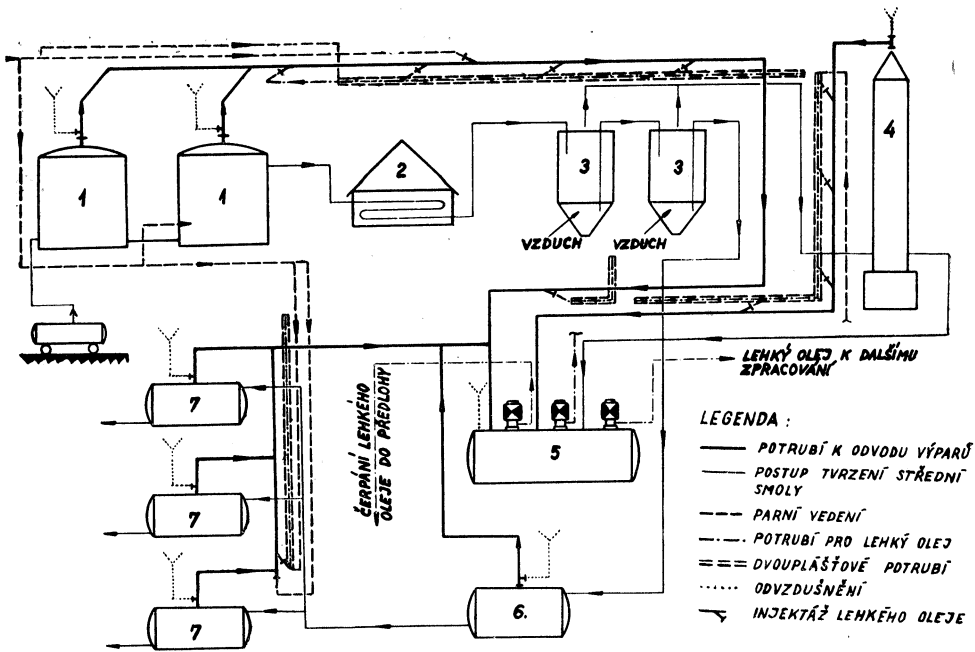 1
1
2
3
3
4
VZDUCH
VZDUCH
LEHKÝ OLEJ K DALŠÍMU
ZPRACOVÁNÍ
7
7
7
ČERPÁNÍ LEHKÉHO
OLEJE DO PŘEDLOHY
5
6.
LEGENDA :
POTRUBÍ K ODVODU VÝPARŮ
POSTUP TVRZENÍ STŘEDNÍ
SMOLY
PARNÍ VEDENÍ
POTRUBÍ PRO LEHKÝ OLEJ
DVOUPLÁŠŤOVÉ POTRUBÍ
ODVZDUŠNĚNÍ
INJEKTÁŽ LEHKÉHO OLEJE